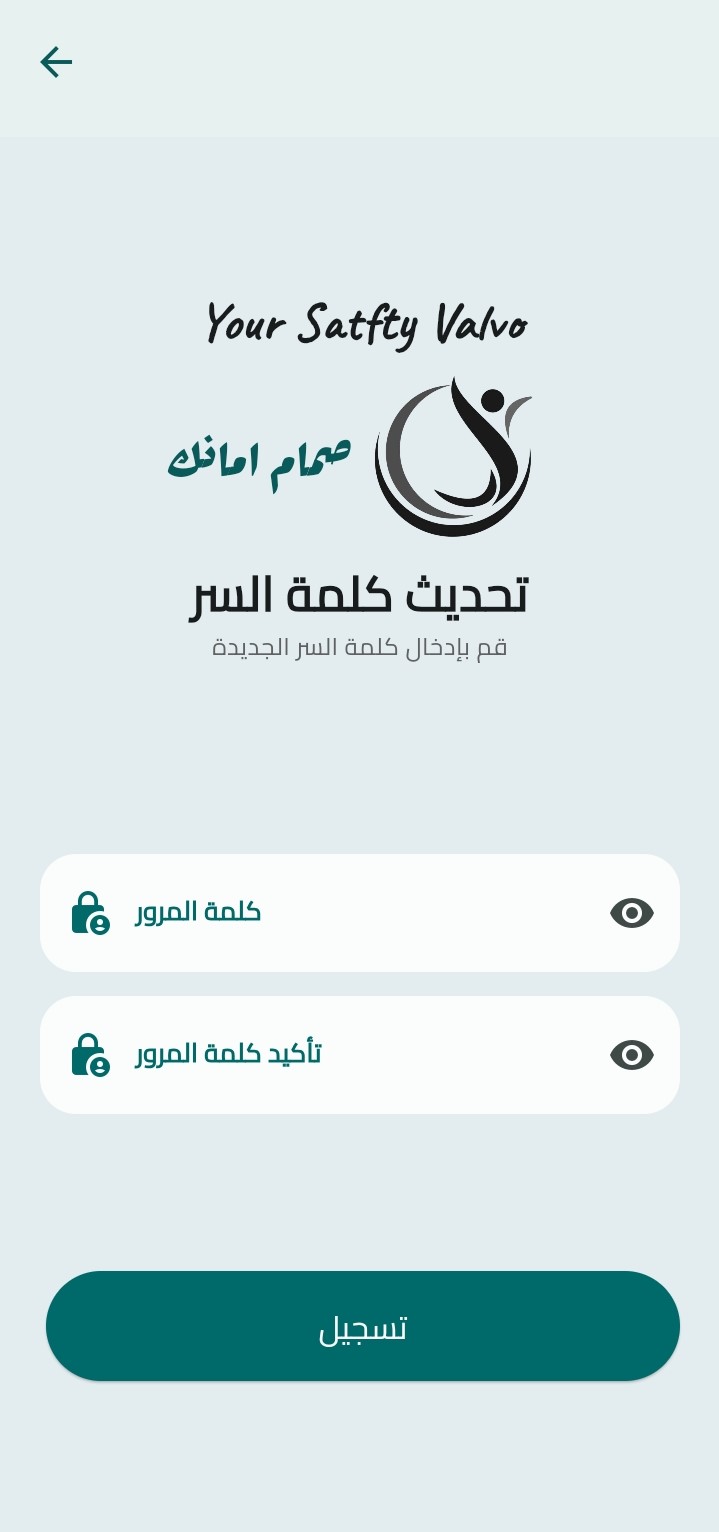 Your Satfty Valvo
صمام امانك
تحديث كلمة السر
قم بإدخال كلمة السر الجديدة
كلمة المرور
تأكيد كلمة المرور
تسجيل